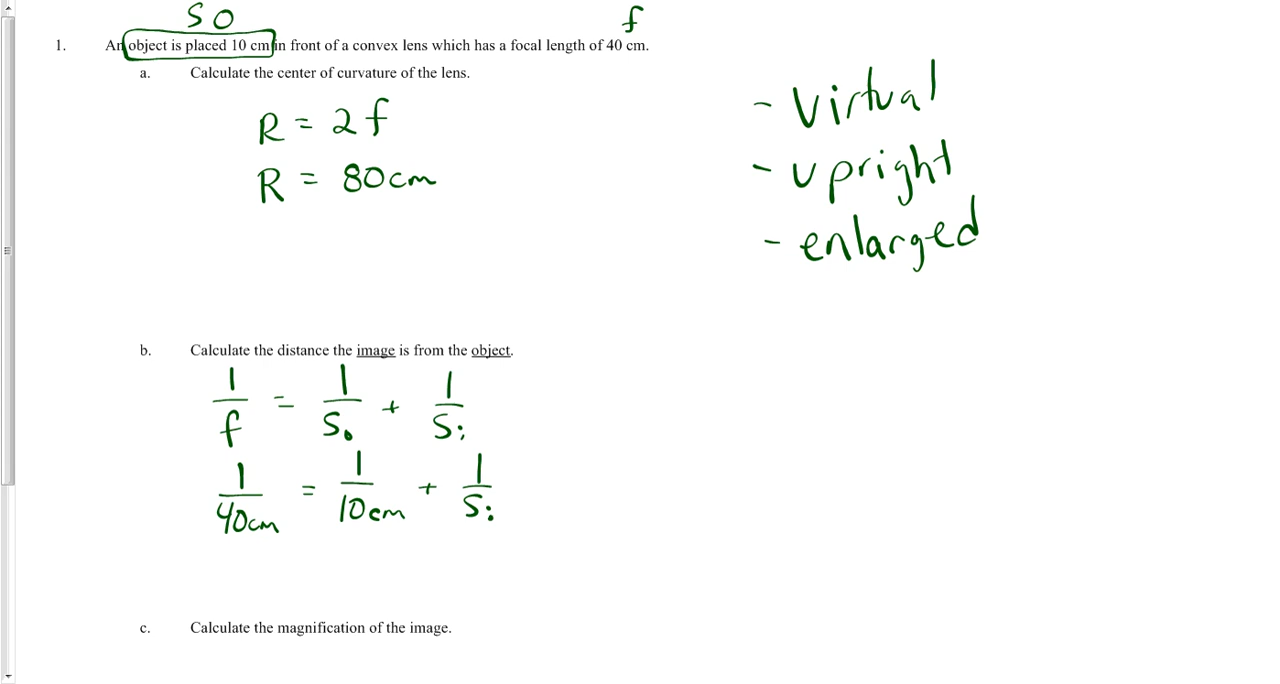 so f
1. An object is placed 10 cm in front of a convex lens which has a focal length of 40 cm.
a. Calculate the center of curvature of the lens.
R = 2f
R = 80cm
- Virtual
- upright
- enlarged
b. Calculate the distance the image is from the object.
1/f = 1/So + 1/Si
1/40cm = 1/10cm + 1/Si
c. Calculate the magnification of the image.